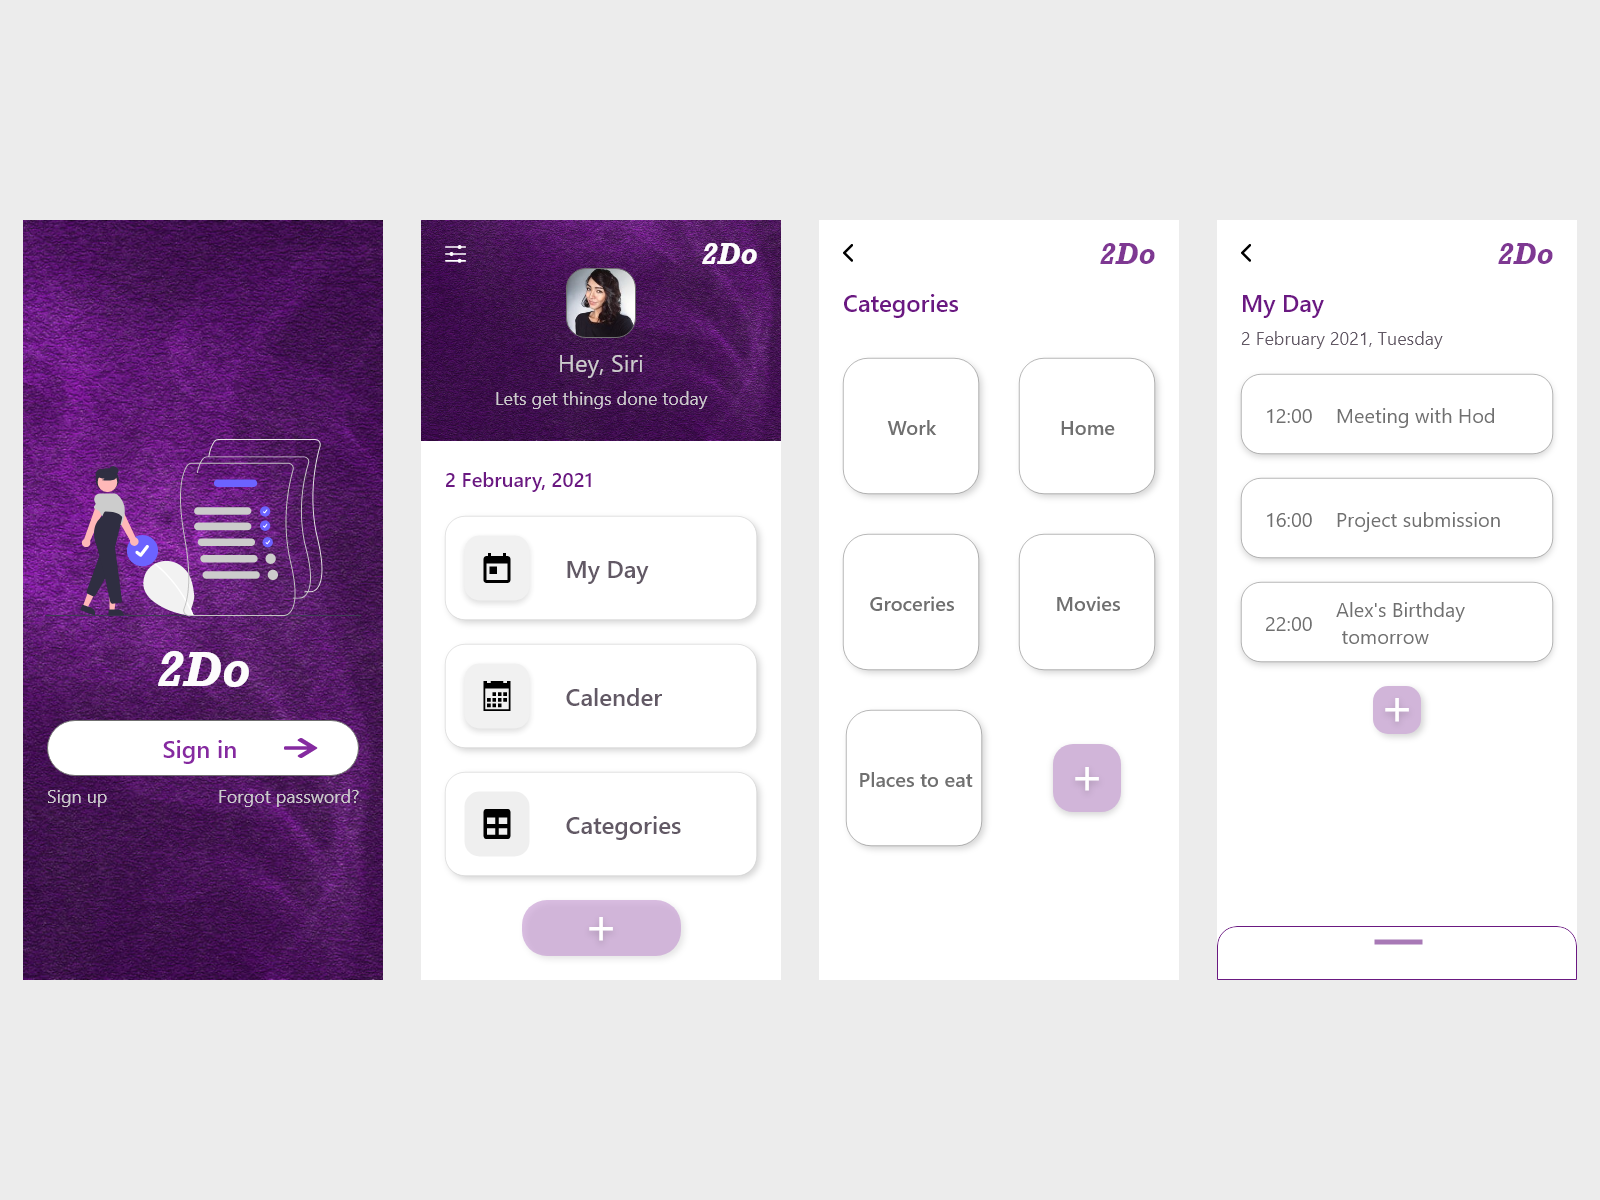 2Do
Sign in
Sign up
Forgot password?
2Do
Hey, Siri
Lets get things done today
2 February, 2021
My Day
Calender
Categories
2Do
Categories
Work
Home
Groceries
Movies
Places to eat
2Do
My Day
2 February 2021, Tuesday
12:00 Meeting with Hod
16:00 Project submission
22:00 Alex's Birthday
tomorrow